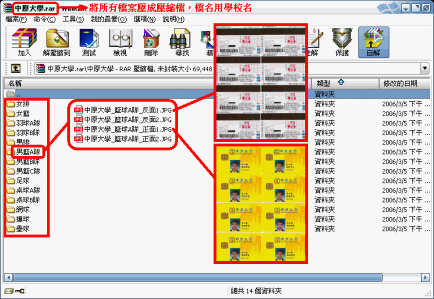 中原大學.rar
將所有檔案壓成壓縮檔，檔名用學校名
檔案(F) 命令(C) 工具(S) 我的最愛(O) 選項(N) 說明(H)
加入 解壓縮到 測試 檢視 刪除 尋找 保護 自解
中原大學.rar\中原大學 - RAR 壓縮檔, 未封裝大小 69,448
名稱 類型 修改的日期
..
資料夾
女排 資料夾 2006/3/5 下午 ...
女籃 資料夾 2006/3/5 下午 ...
羽球A隊 資料夾 2006/3/5 下午 ...
羽球B隊 資料夾 2006/3/5 下午 ...
男排 資料夾 2006/3/5 下午 ...
男籃A隊 資料夾 2006/3/5 下午 ...
男籃B隊 資料夾 2006/3/5 下午 ...
男籃C隊 資料夾 2006/3/5 下午 ...
足球 資料夾 2006/3/5 下午 ...
桌球A隊 資料夾 2006/3/5 下午 ...
桌球B隊 資料夾 2006/3/5 下午 ...
網球 資料夾 2006/3/5 下午 ...
壘球 資料夾 2006/3/5 下午 ...
中原大學_籃球A隊_反面1.JPG
中原大學_籃球A隊_反面2.JPG
中原大學_籃球A隊_正面1.JPG
中原大學_籃球A隊_正面2.JPG
總共 14 個資料夾